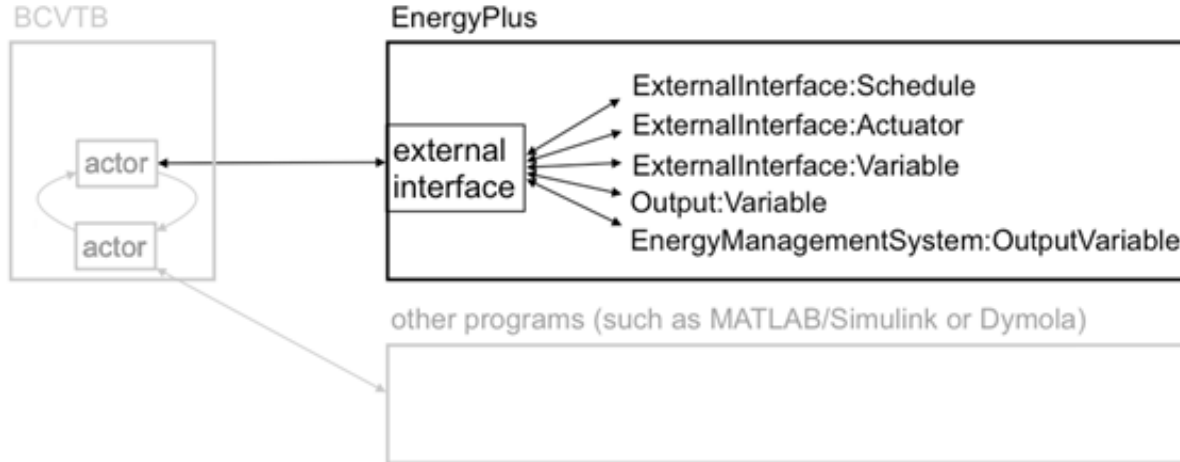 BCVTB
EnergyPlus
actor
actor
external
interface
ExternalInterface:Schedule
ExternalInterface:Actuator
ExternalInterface:Variable
Output:Variable
EnergyManagementSystem:OutputVariable
other programs (such as MATLAB/Simulink or Dymola)